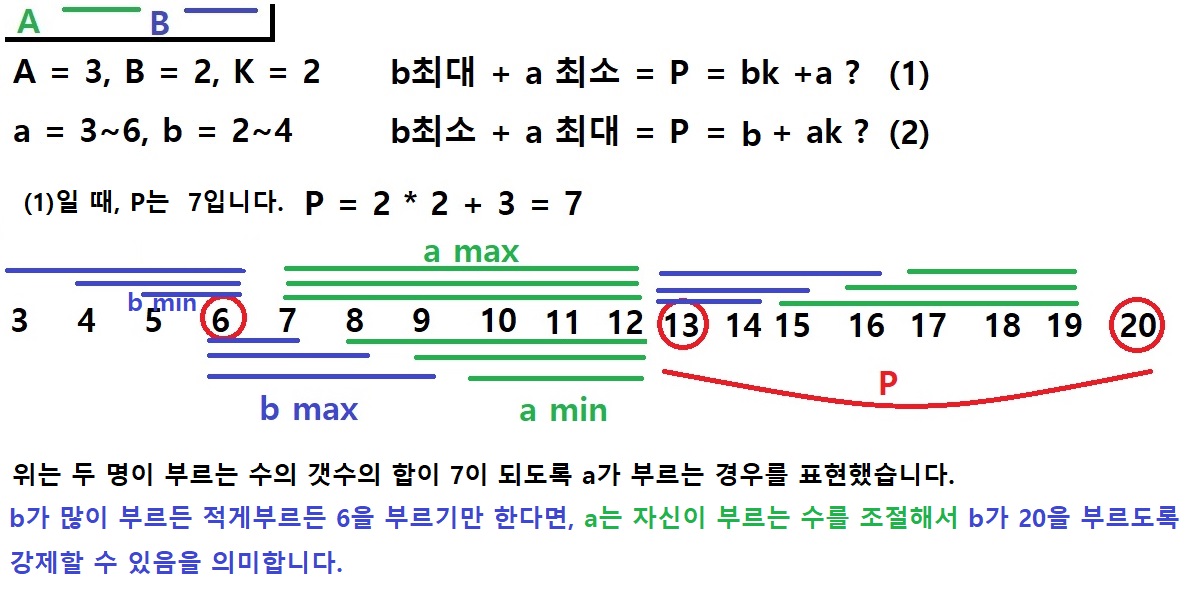 A B
A = 3, B = 2, K = 2 b최대 + a 최소 = P = bk +a ? (1)
a = 3~6, b = 2~4 b최소 + a 최대 = P = b + ak ? (2)
(1)일 때, P는 7입니다. P = 2 * 2 + 3 = 7
a max
b min
3 4 5 6 7 8 9 10 11 12 13 14 15 16 17 18 19 20
P
b max a min
위는 두 명이 부르는 수의 갯수의 합이 7이 되도록 a가 부르는 경우를 표현했습니다.
b가 많이 부르든 적게부르든 6을 부르기만 한다면, a는 자신이 부르는 수를 조절해서 b가 20을 부르도록
강제할 수 있음을 의미합니다.